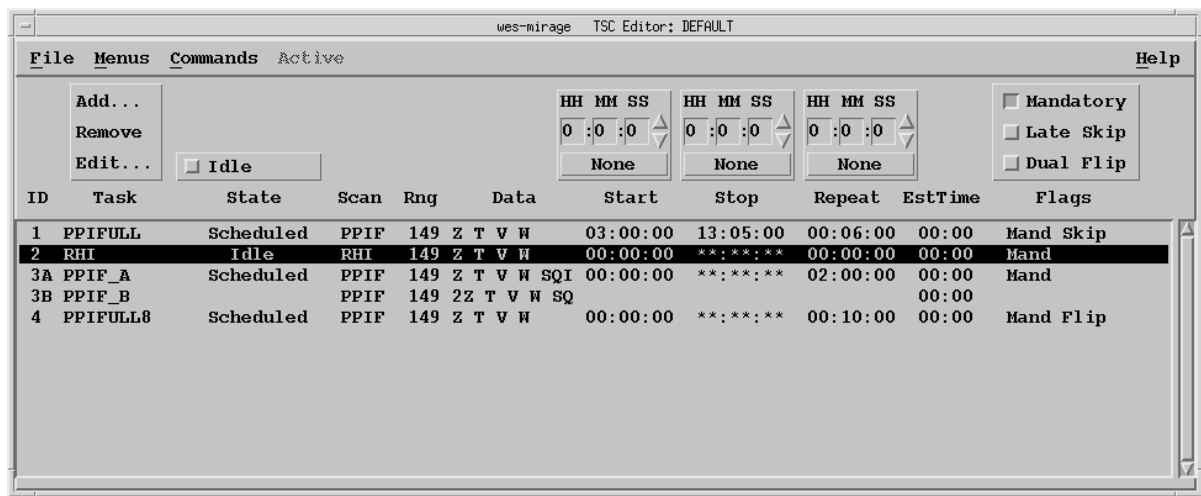 wes-mirage TSC Editor: DEFAULT
File Menus Commands Active Help
Add...
Remove
Edit...
Idle
HH MM SS HH MM SS HH MM SS
0 :0 :0 0 :0 :0 0 :0 :0
None None None
Mandatory
Late Skip
Dual Flip
ID Task State Scan Rng Data Start Stop Repeat EstTime Flags
1 PPIFULL Scheduled PPIF 149 Z T V W 03:00:00 13:05:00 00:06:00 00:00 Mand Skip
2 RHI Idle RHI 149 Z T V W 00:00:00 **:**:** 00:00:00 00:00 Mand
3A PPIF_A Scheduled PPIF 149 Z T V W SQI 00:00:00 **:**:** 02:00:00 00:00 Mand
3B PPIF_B PPIF 149 2Z T V W SQ 00:00
4 PPIFULL8 Scheduled PPIF 149 Z T V W 00:00:00 **:**:** 00:10:00 00:00 Mand Flip